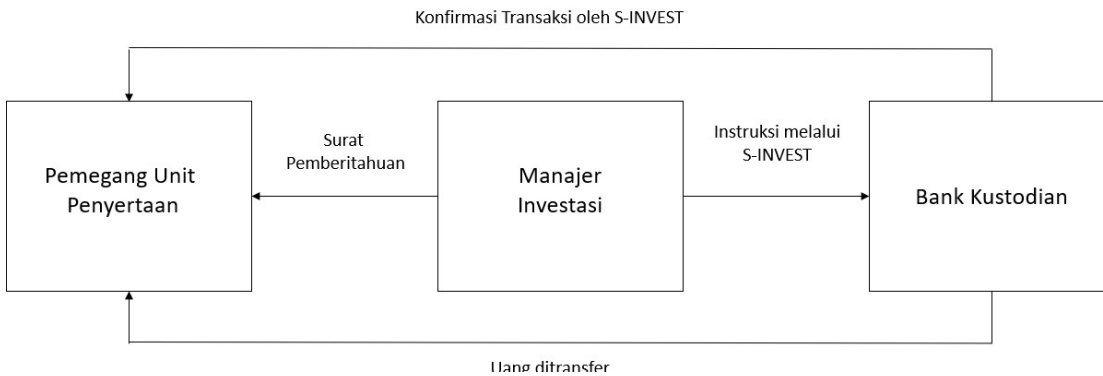 Konfirmasi Transaksi oleh S-INVEST
Surat
Pemberitahuan
Instruksi melalui
S-INVEST
Pemegang Unit
Penyertaan
Manajer
Investasi
Bank Kustodian
Uang ditransfer